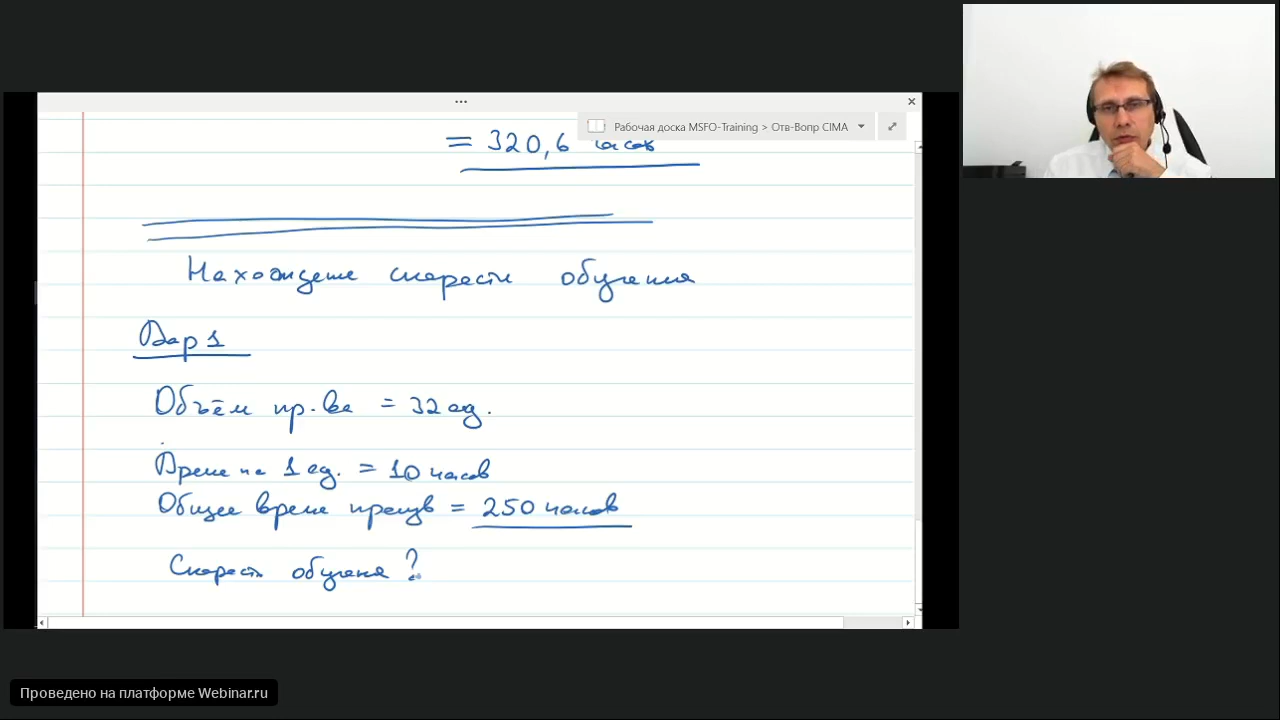 Рабочая доска MSFO-Training > Отв-Вопр CIMA
= 320,6 часов
Нахождение скорости обучения
Вар 1
Объём пр-ва = 32 ед.
Время на 1 ед. = 10 часов
Общее время произв = 250 часов
Скорость обучения ?
Проведено на платформе Webinar.ru